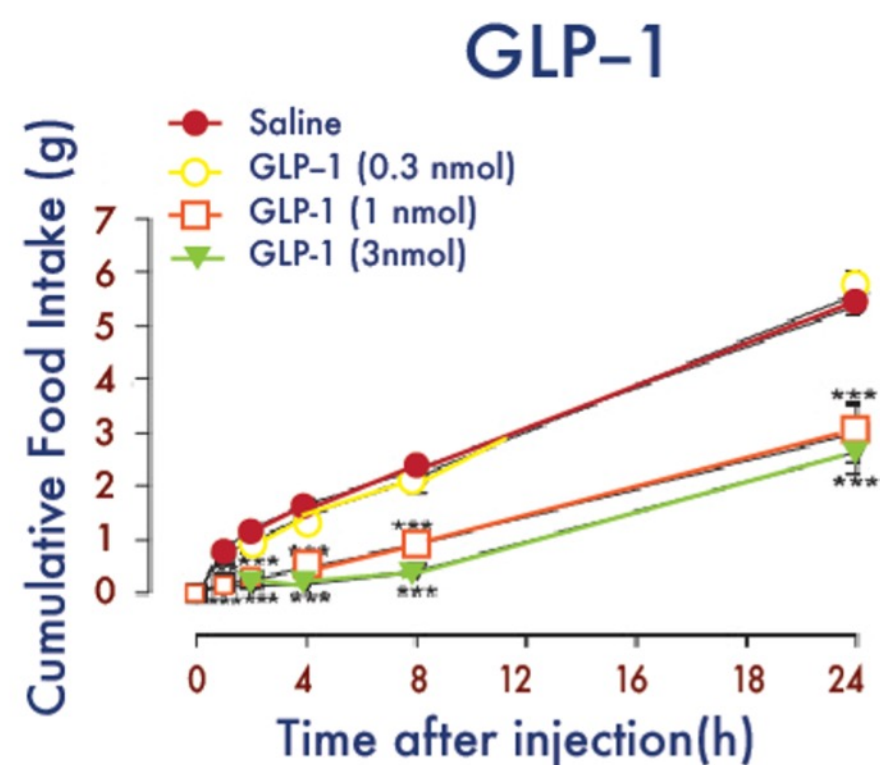 GLP–1
Saline
GLP–1 (0.3 nmol)
GLP-1 (1 nmol)
GLP-1 (3nmol)
Cumulative Food Intake (g)
7
6
5
4
3
2
1
0
***
***
***
***
***
***
0 4 8 12 16 18 24
Time after injection(h)